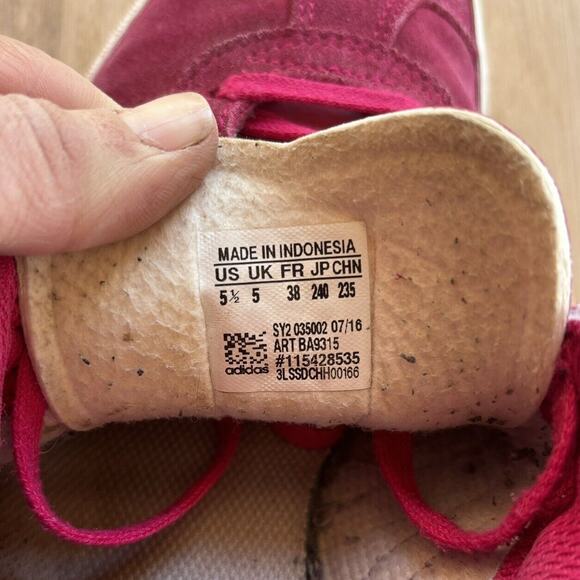 MADE IN INDONESIA
US UK FR JP CHN
5½ 5 38 240 235
SY2 035002 07/16
ART BA9315
#115428535
adidas 3LSSDCHH00166